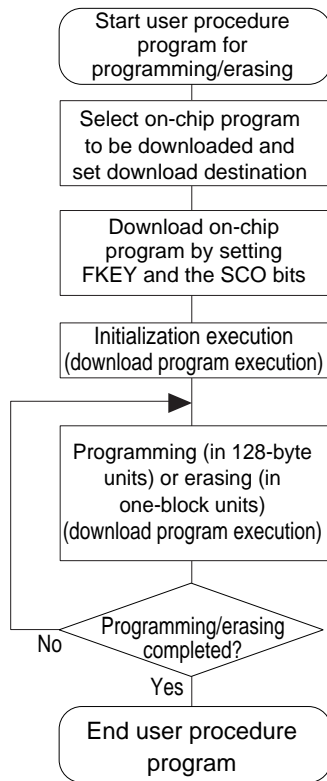 Start user procedure
program for
programming/erasing
Select on-chip program
to be downloaded and
set download destination
Download on-chip
program by setting
FKEY and the SCO bits
Initialization execution
(download program execution)
Programming (in 128-byte
units) or erasing (in
one-block units)
(download program execution)
Programming/erasing
completed?
No
Yes
End user procedure
program